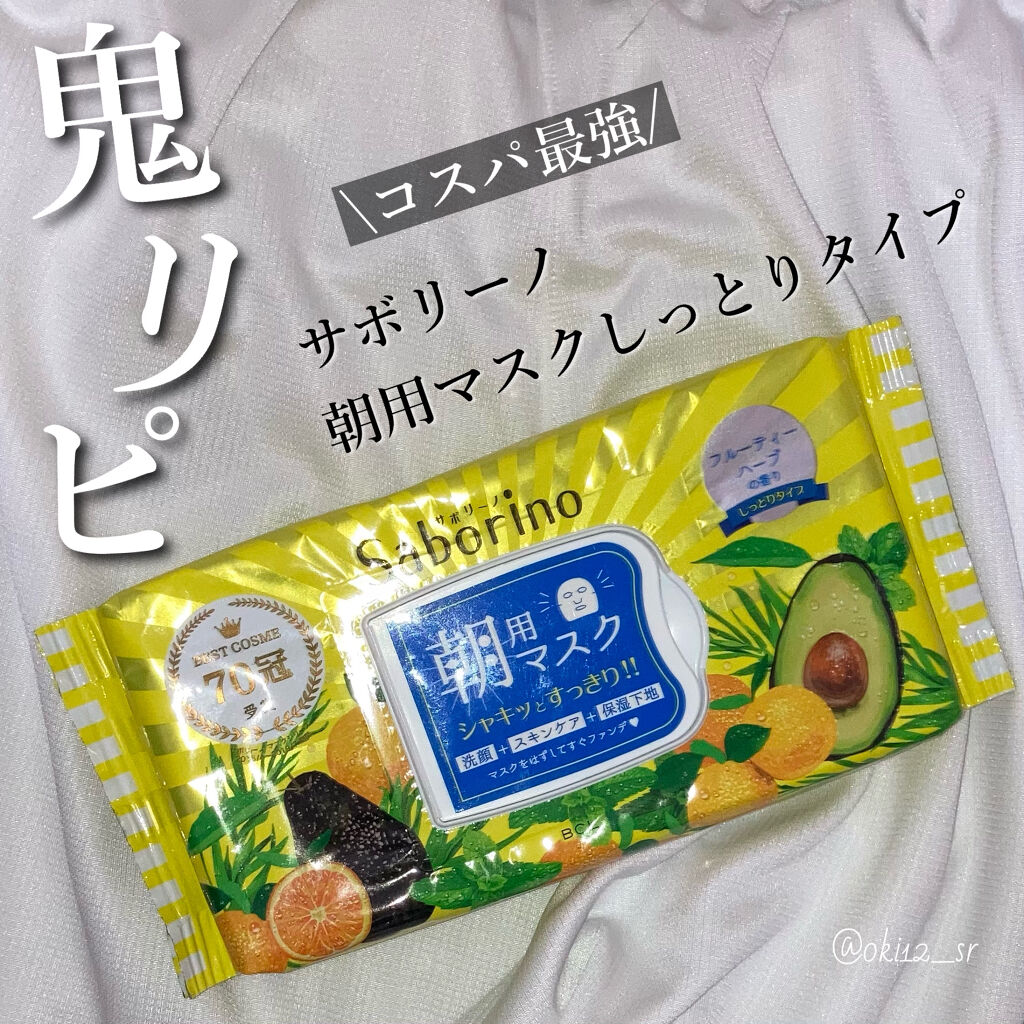 鬼リピ
\コスパ最強/
サボリーノ
朝用マスクしっとりタイプ
サボリーノ
Saborino
フルーティー
ハーブ
の香り
しっとりタイプ
BEST COSME
70冠
朝用
マスク
シャキッとすっきり!!
洗顔+スキンケア+保湿下地
マスクをはずしてすぐファンデ♥
@oki12_sr